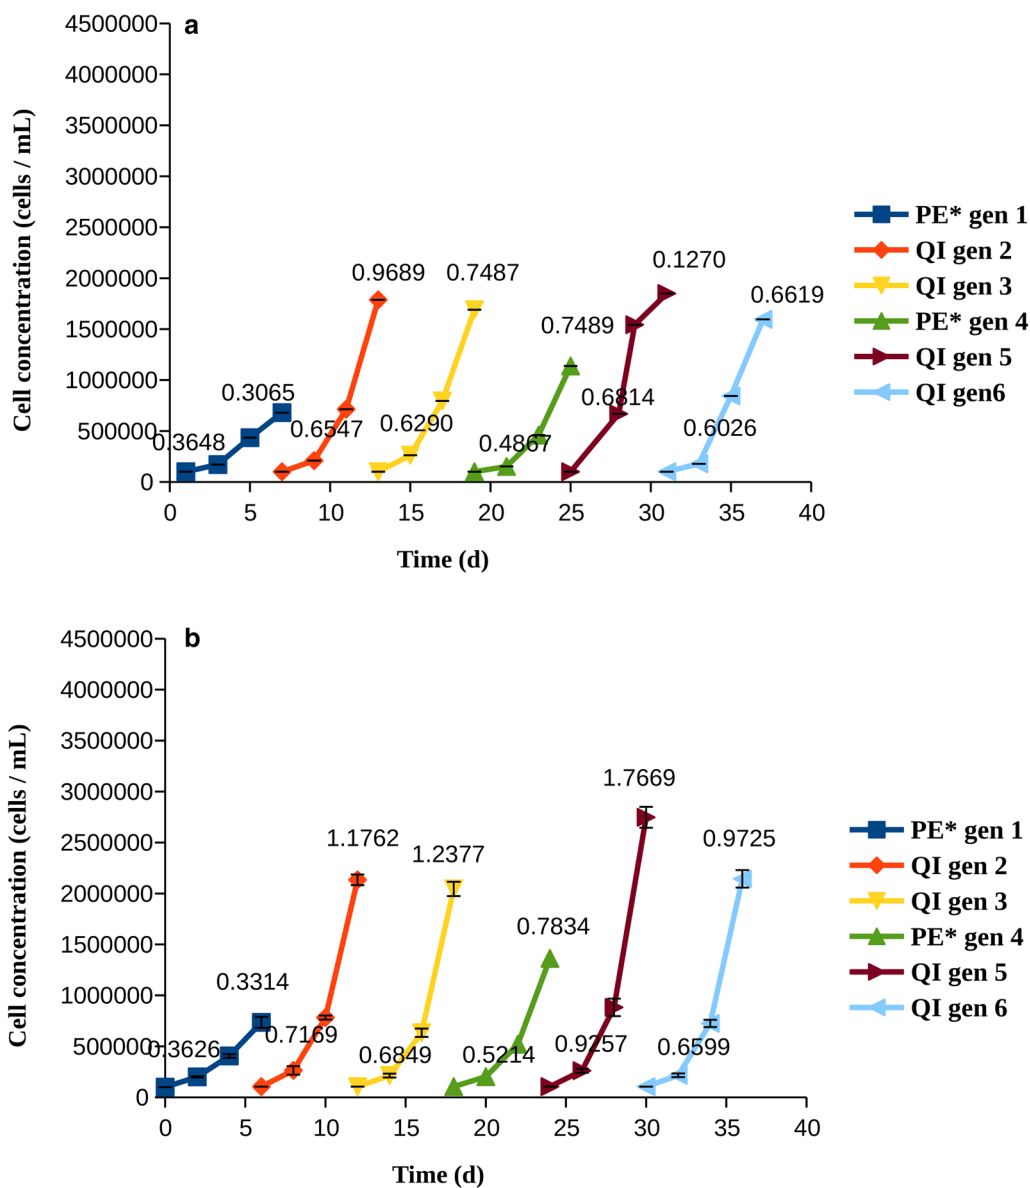 a
4500000
4000000
3500000
3000000
2500000
2000000
1500000
1000000
500000
0
Cell concentration (cells / mL)
0.3648
0.3065
0.6547
0.9689
0.6290
0.7487
0.4867
0.7489
0.6814
0.1270
0.6026
0.6619
0 5 10 15 20 25 30 35 40
Time (d)
PE* gen 1
QI gen 2
QI gen 3
PE* gen 4
QI gen 5
QI gen6
b
4500000
4000000
3500000
3000000
2500000
2000000
1500000
1000000
500000
0
Cell concentration (cells / mL)
0.3626
0.3314
0.7169
1.1762
0.6849
1.2377
0.5214
0.7834
0.9257
1.7669
0.6599
0.9725
0 5 10 15 20 25 30 35 40
Time (d)
PE* gen 1
QI gen 2
QI gen 3
PE* gen 4
QI gen 5
QI gen 6